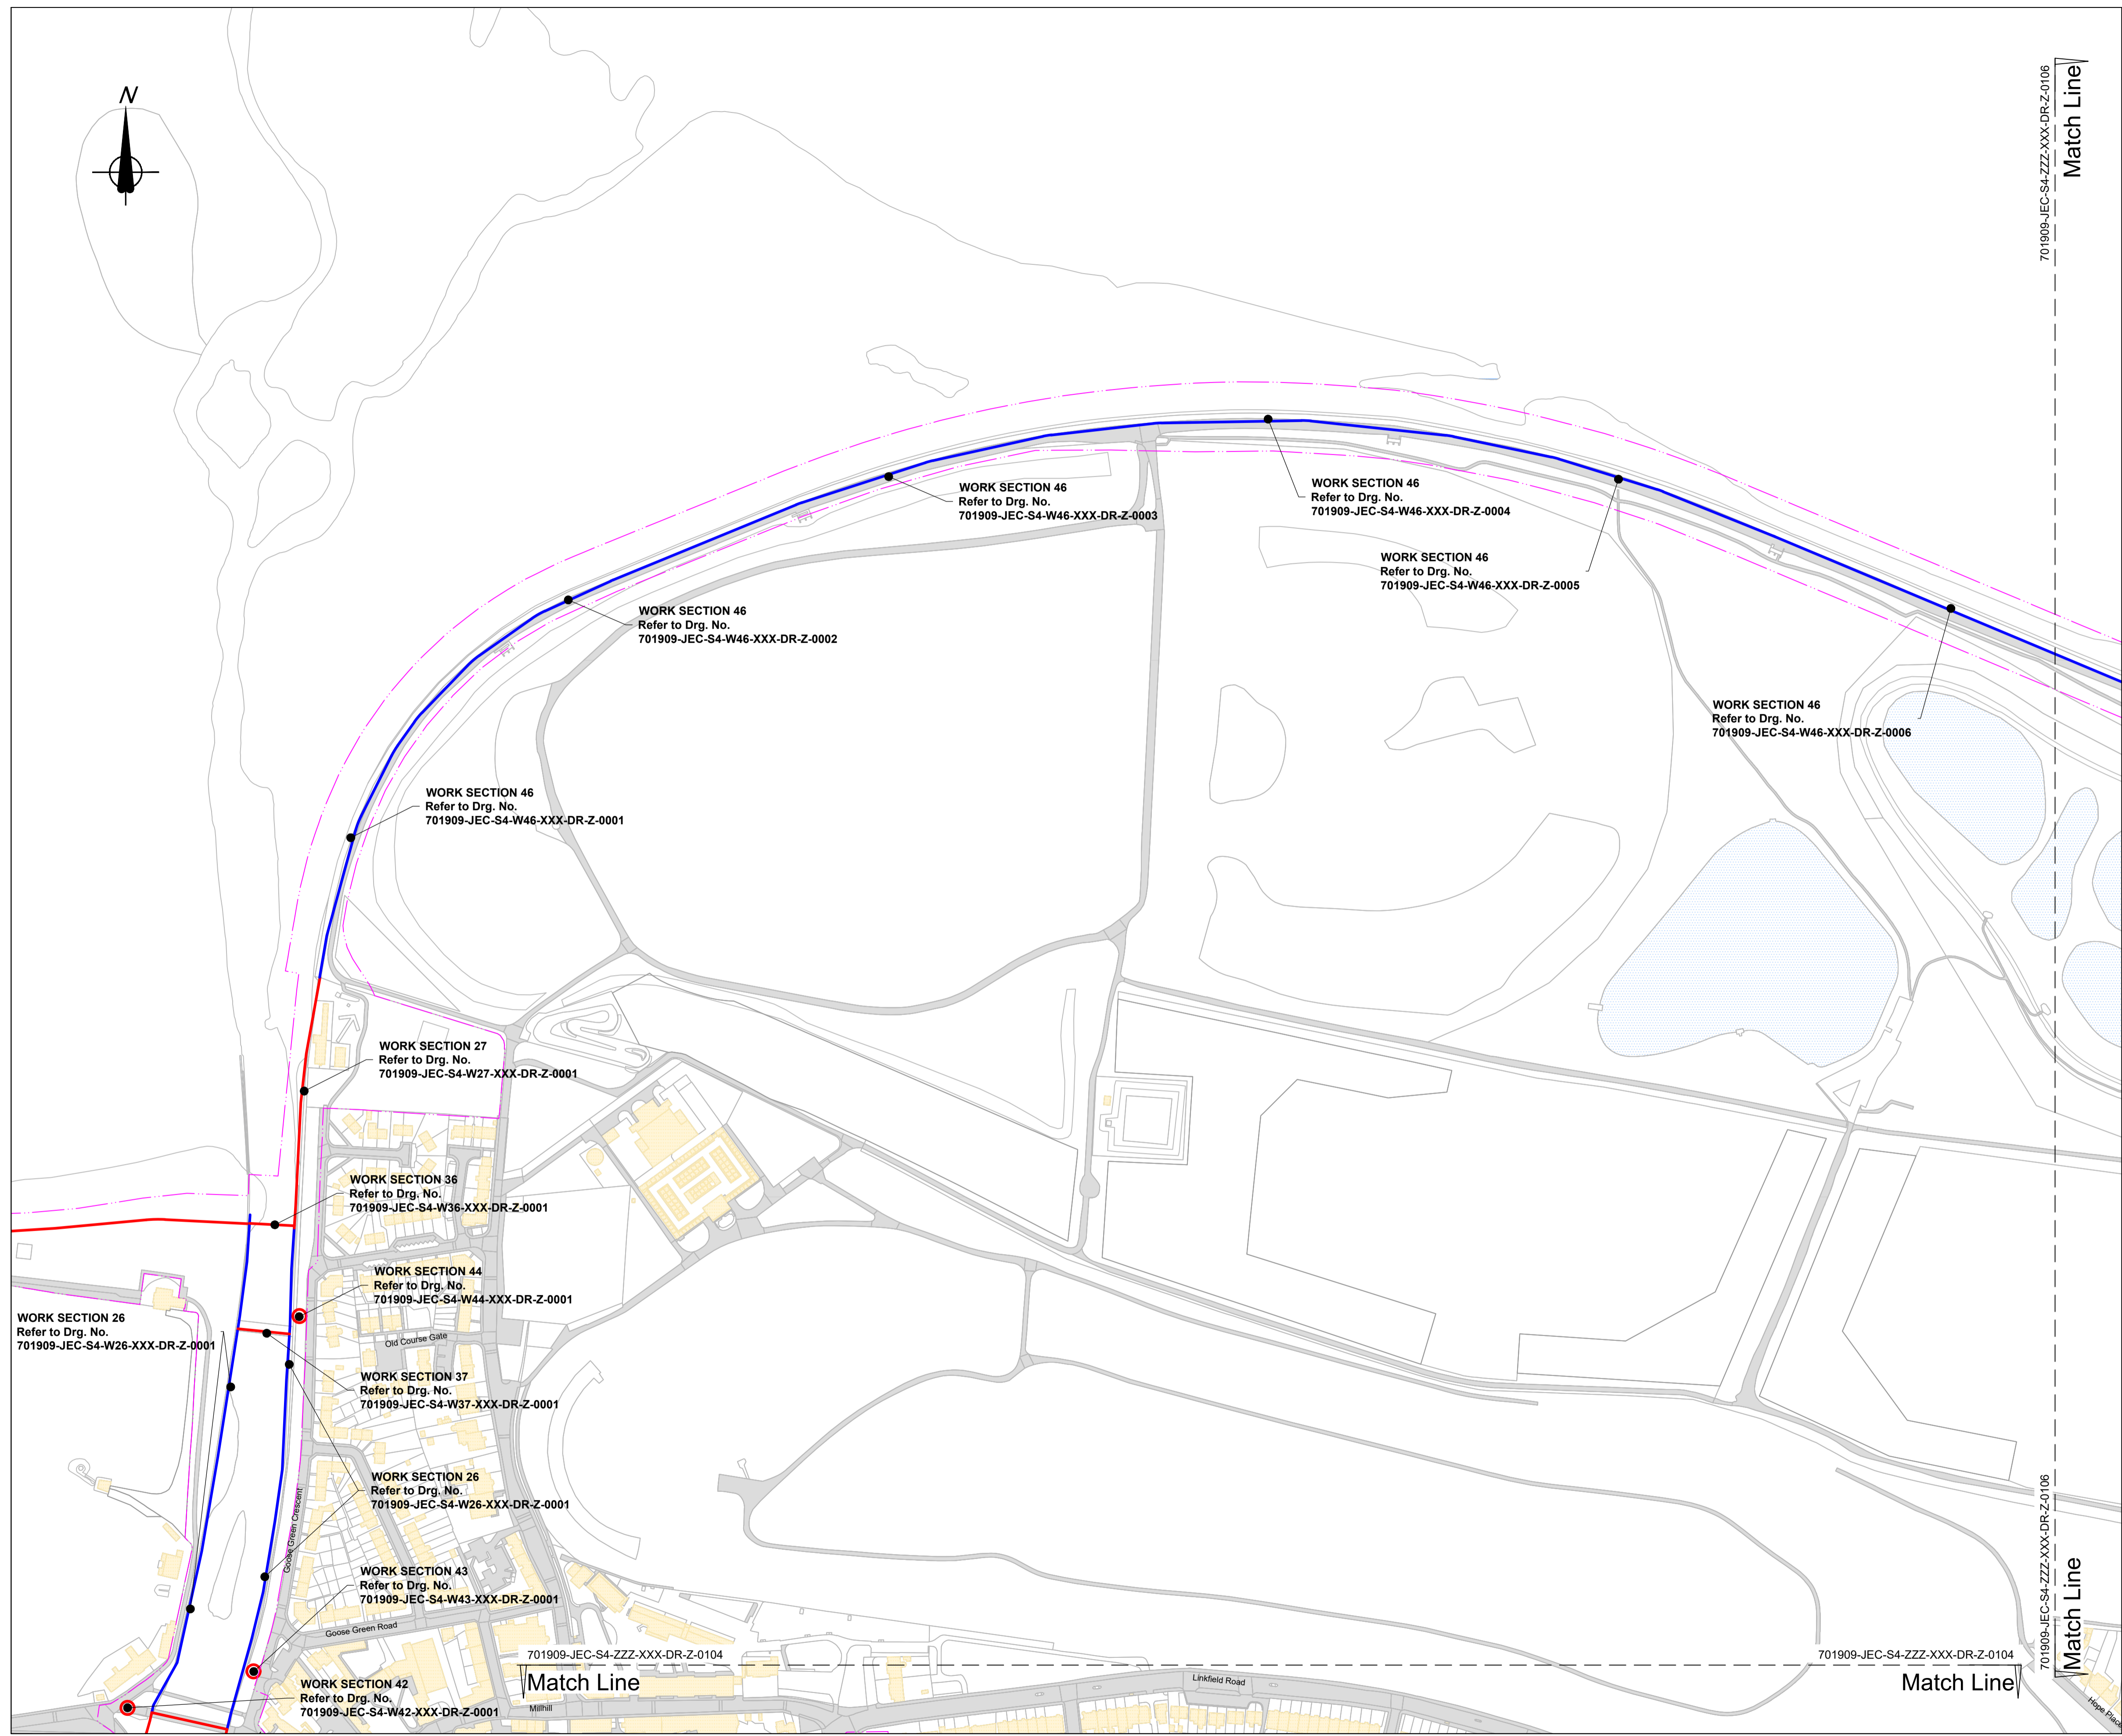 N
701909-JEC-S4-ZZZ-XXX-DR-Z-0106
Match Line
WORK SECTION 46
Refer to Drg. No.
701909-JEC-S4-W46-XXX-DR-Z-0003
WORK SECTION 46
Refer to Drg. No.
701909-JEC-S4-W46-XXX-DR-Z-0004
WORK SECTION 46
Refer to Drg. No.
701909-JEC-S4-W46-XXX-DR-Z-0005
WORK SECTION 46
Refer to Drg. No.
701909-JEC-S4-W46-XXX-DR-Z-0002
WORK SECTION 46
Refer to Drg. No.
701909-JEC-S4-W46-XXX-DR-Z-0006
WORK SECTION 46
Refer to Drg. No.
701909-JEC-S4-W46-XXX-DR-Z-0001
WORK SECTION 27
Refer to Drg. No.
701909-JEC-S4-W27-XXX-DR-Z-0001
WORK SECTION 36
Refer to Drg. No.
701909-JEC-S4-W36-XXX-DR-Z-0001
WORK SECTION 44
Refer to Drg. No.
701909-JEC-S4-W44-XXX-DR-Z-0001
WORK SECTION 26
Refer to Drg. No.
701909-JEC-S4-W26-XXX-DR-Z-0001
Old Course Gate
WORK SECTION 37
Refer to Drg. No.
701909-JEC-S4-W37-XXX-DR-Z-0001
WORK SECTION 26
Refer to Drg. No.
701909-JEC-S4-W26-XXX-DR-Z-0001
Goose Green Crescent
WORK SECTION 43
Refer to Drg. No.
701909-JEC-S4-W43-XXX-DR-Z-0001
Goose Green Road
701909-JEC-S4-ZZZ-XXX-DR-Z-0104
Match Line
WORK SECTION 42
Refer to Drg. No.
701909-JEC-S4-W42-XXX-DR-Z-0001
Millhill
Linkfield Road
701909-JEC-S4-ZZZ-XXX-DR-Z-0104
Match Line
701909-JEC-S4-ZZZ-XXX-DR-Z-0106
Match Line
Hope Place